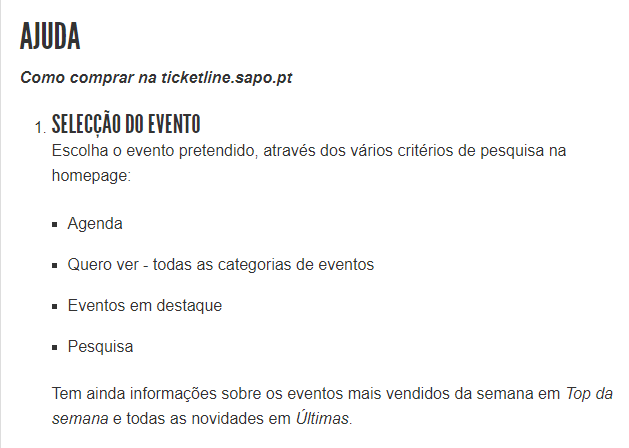 AJUDA
Como comprar na ticketline.sapo.pt
1. SELECÇÃO DO EVENTO
Escolha o evento pretendido, através dos vários critérios de pesquisa na
homepage:
▪ Agenda
▪ Quero ver - todas as categorias de eventos
▪ Eventos em destaque
▪ Pesquisa
Tem ainda informações sobre os eventos mais vendidos da semana em Top da
semana e todas as novidades em Últimas.